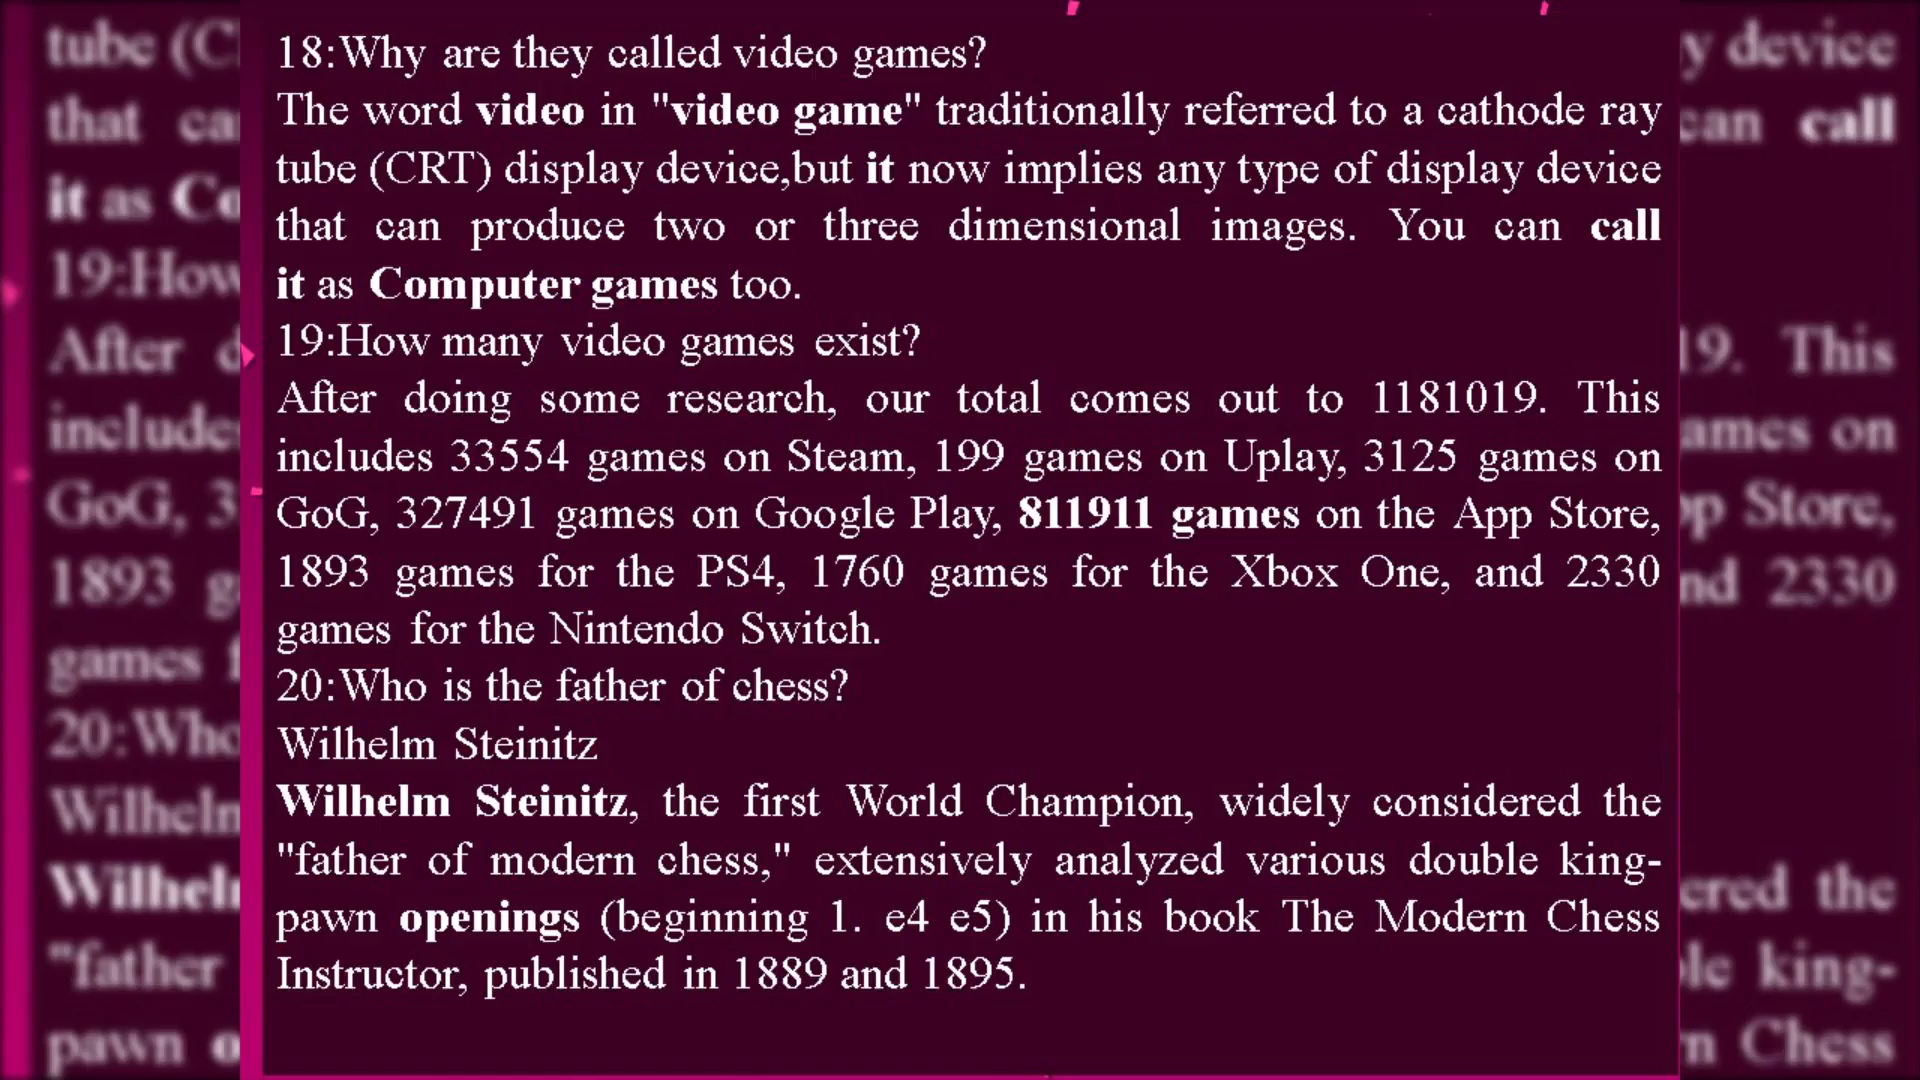 18:Why are they called video games?
The word video in "video game" traditionally referred to a cathode ray
tube (CRT) display device,but it now implies any type of display device
that can produce two or three dimensional images. You can call
it as Computer games too.
19:How many video games exist?
After doing some research, our total comes out to 1181019. This
includes 33554 games on Steam, 199 games on Uplay, 3125 games on
GoG, 327491 games on Google Play, 811911 games on the App Store,
1893 games for the PS4, 1760 games for the Xbox One, and 2330
games for the Nintendo Switch.
20:Who is the father of chess?
Wilhelm Steinitz
Wilhelm Steinitz, the first World Champion, widely considered the
"father of modern chess," extensively analyzed various double king-
pawn openings (beginning 1. e4 e5) in his book The Modern Chess
Instructor, published in 1889 and 1895.